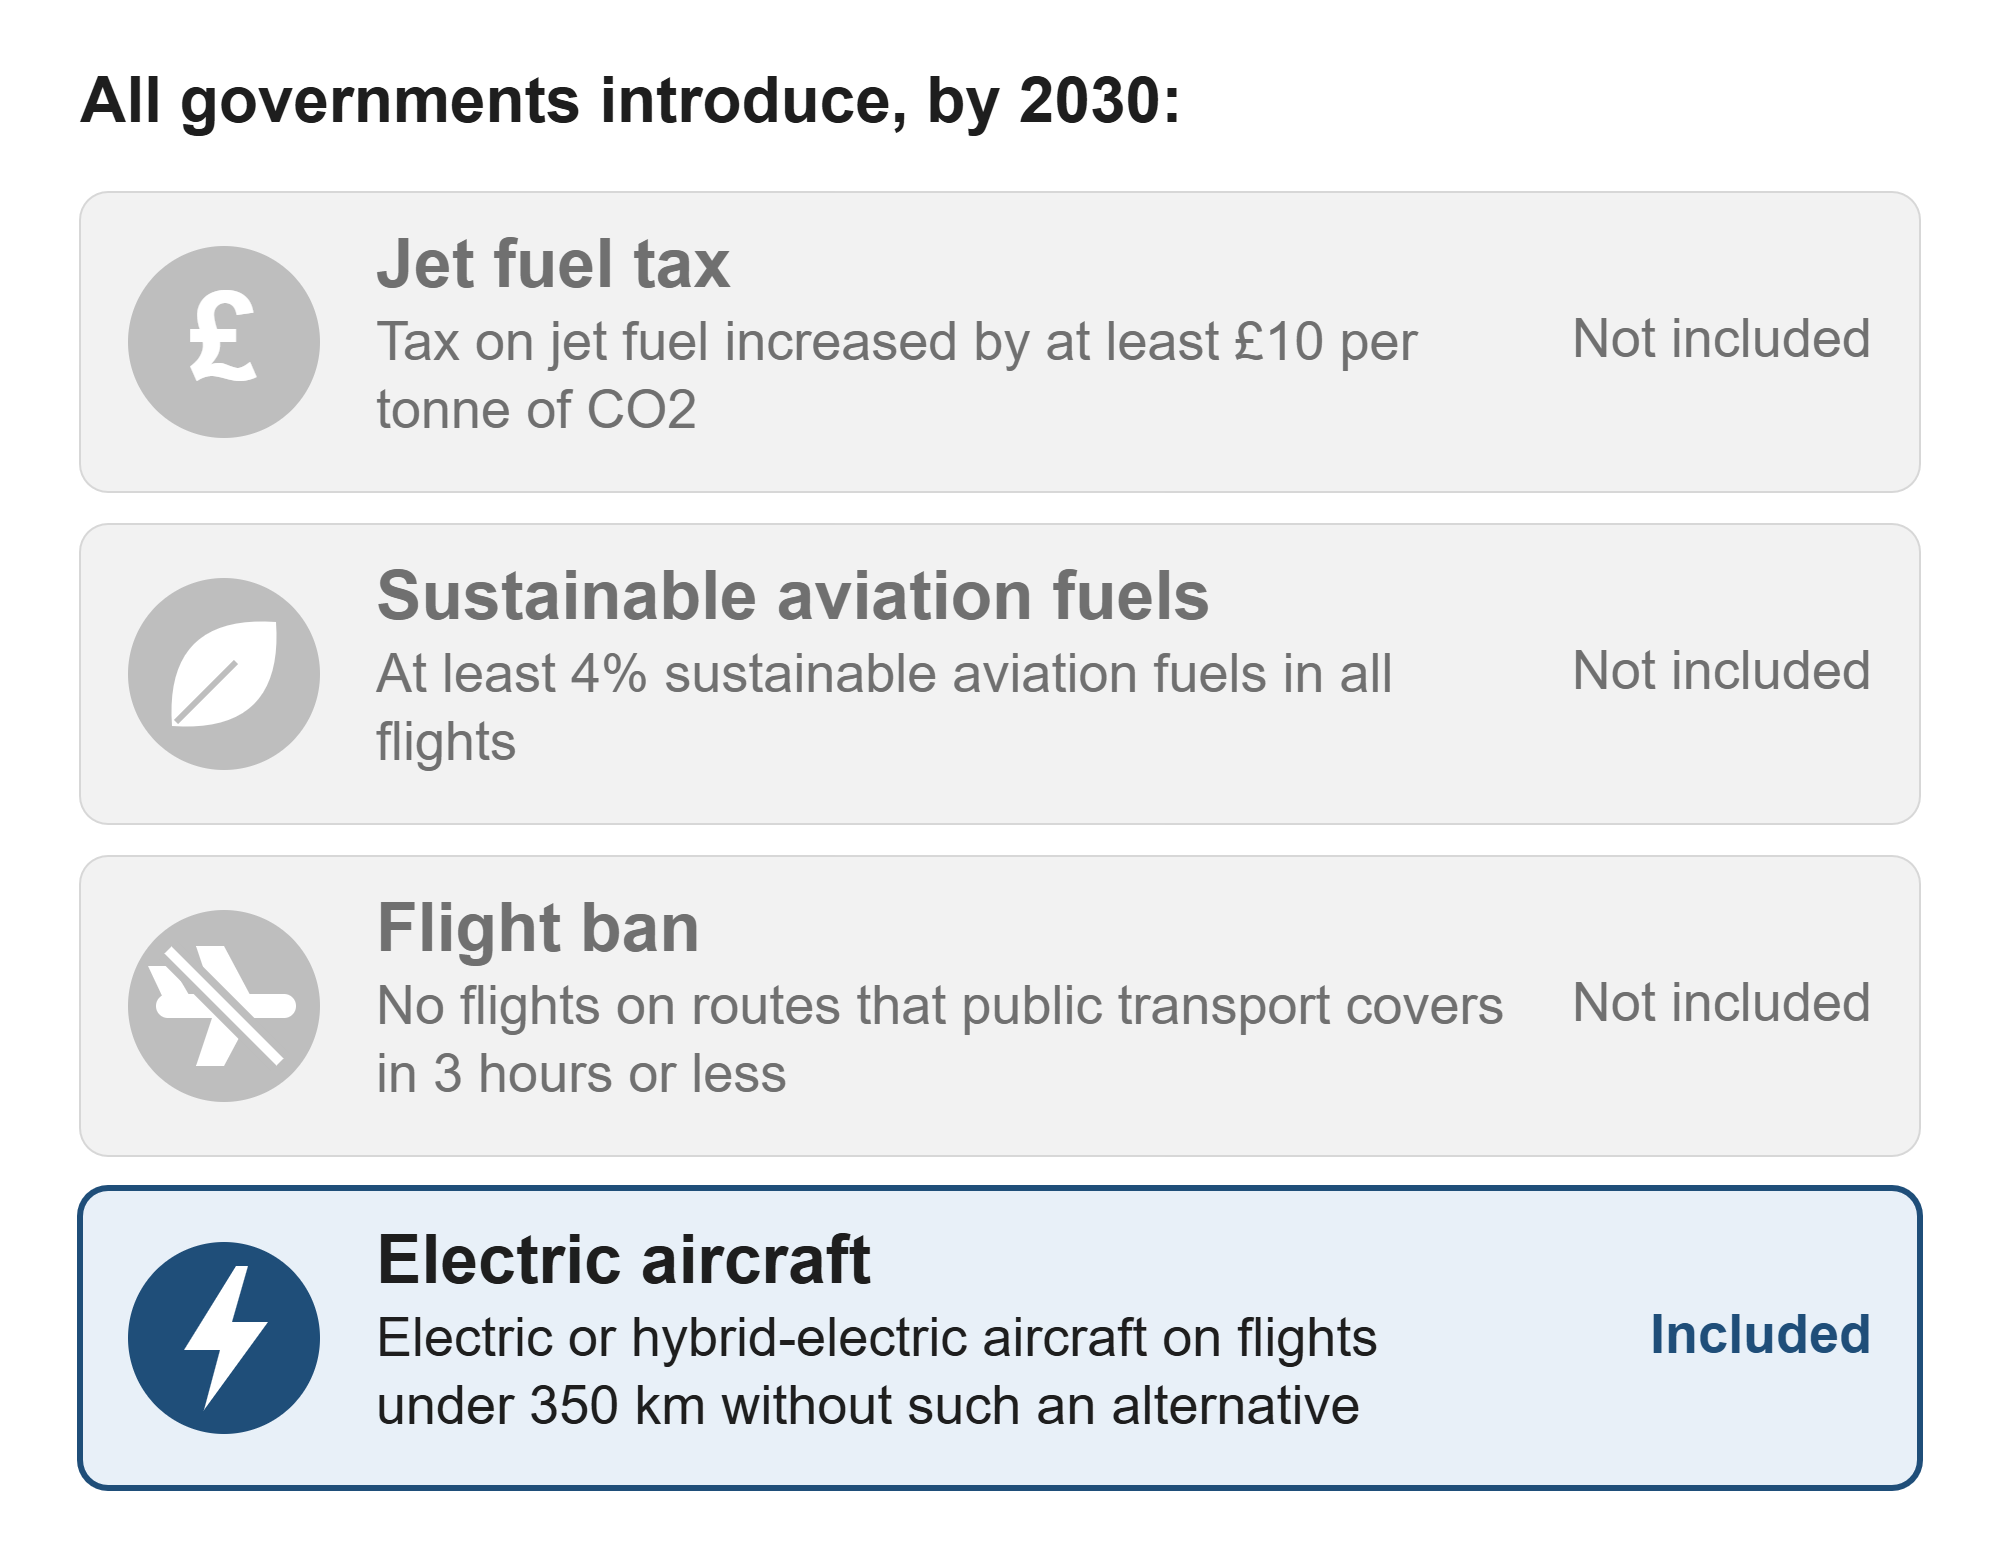 All governments introduce, by 2030:
£
Jet fuel tax
Tax on jet fuel increased by at least £10 per
tonne of CO2
Not included
Sustainable aviation fuels
At least 4% sustainable aviation fuels in all
flights
Not included
Flight ban
No flights on routes that public transport covers
in 3 hours or less
Not included
Electric aircraft
Electric or hybrid-electric aircraft on flights
under 350 km without such an alternative
Included